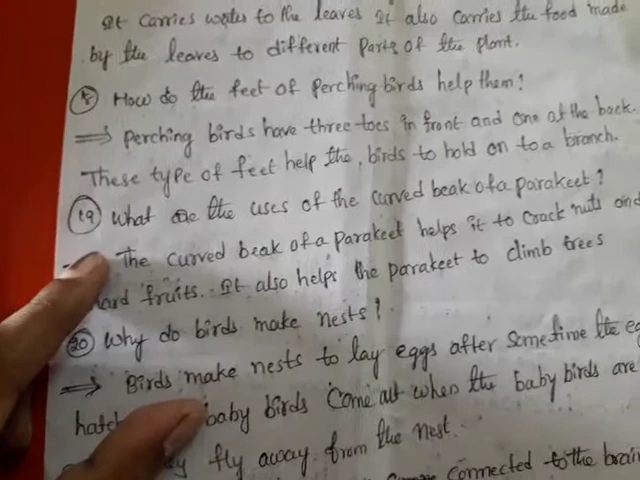 It carries water to the leaves It also carries the food made
by the leaves to different parts of the plant.
18 How do the feet of perching birds help them?
⇒ Perching birds have three toes in front and one at the back.
These type of feet help the, birds to hold on to a branch.
19 What are the uses of the curved beak of a parakeet?
The curved beak of a parakeet helps it to crack nuts and
hard fruits. It also helps the parakeet to climb trees
20 Why do birds make nests?
⇒ Birds make nests to lay eggs after sometime the eg
hatch baby birds come out when the baby birds are
fly away from the nest.
connected to the brain